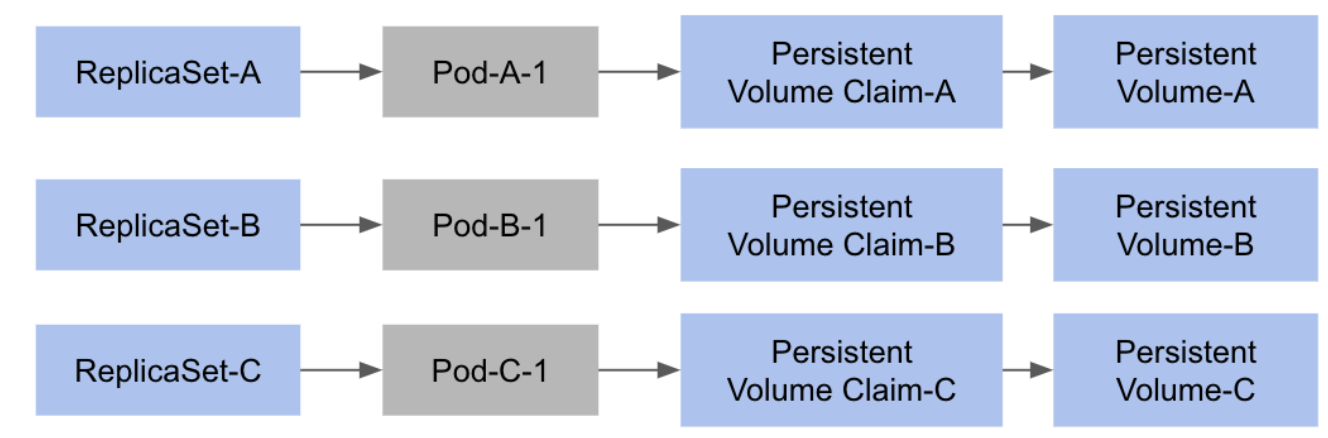 ReplicaSet-A
Pod-A-1
Persistent
Volume Claim-A
Persistent
Volume-A
ReplicaSet-B
Pod-B-1
Persistent
Volume Claim-B
Persistent
Volume-B
ReplicaSet-C
Pod-C-1
Persistent
Volume Claim-C
Persistent
Volume-C